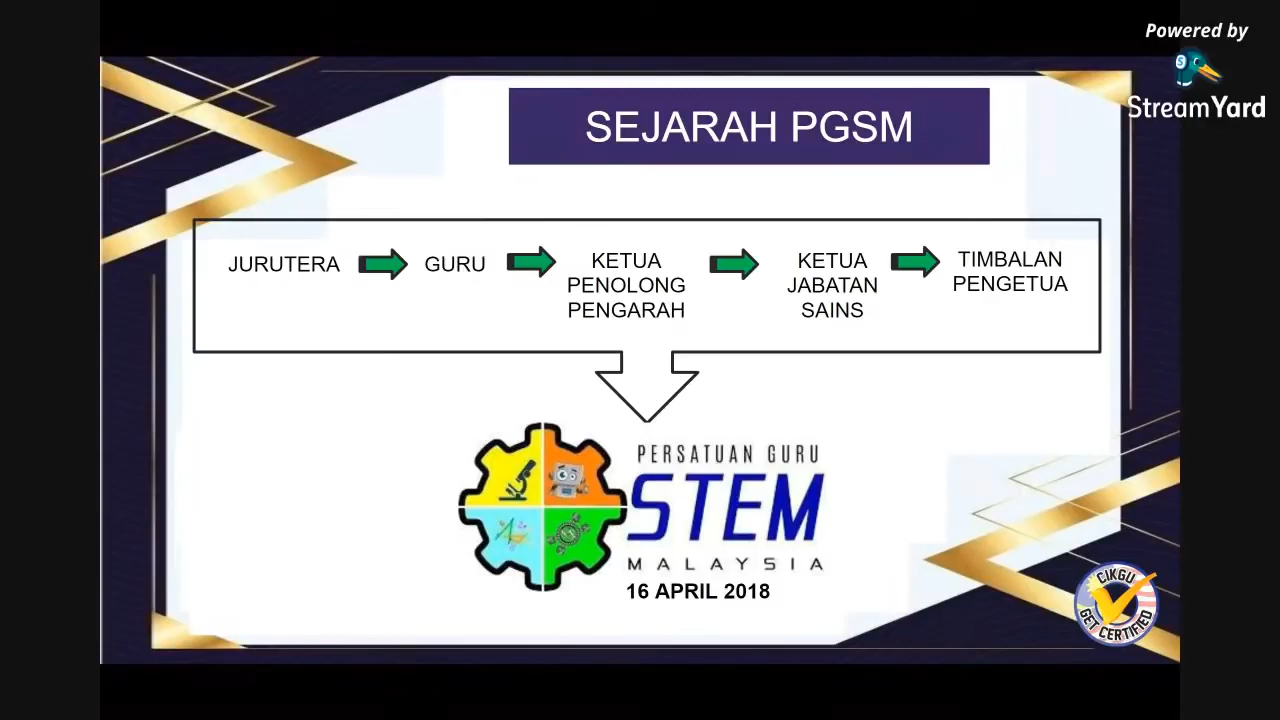 Powered by
StreamYard
SEJARAH PGSM
JURUTERA
GURU
KETUA
PENOLONG
PENGARAH
KETUA
JABATAN
SAINS
TIMBALAN
PENGETUA
PERSATUAN GURU
STEM
MALAYSIA
16 APRIL 2018
CIKGU
GET CERTIFIED